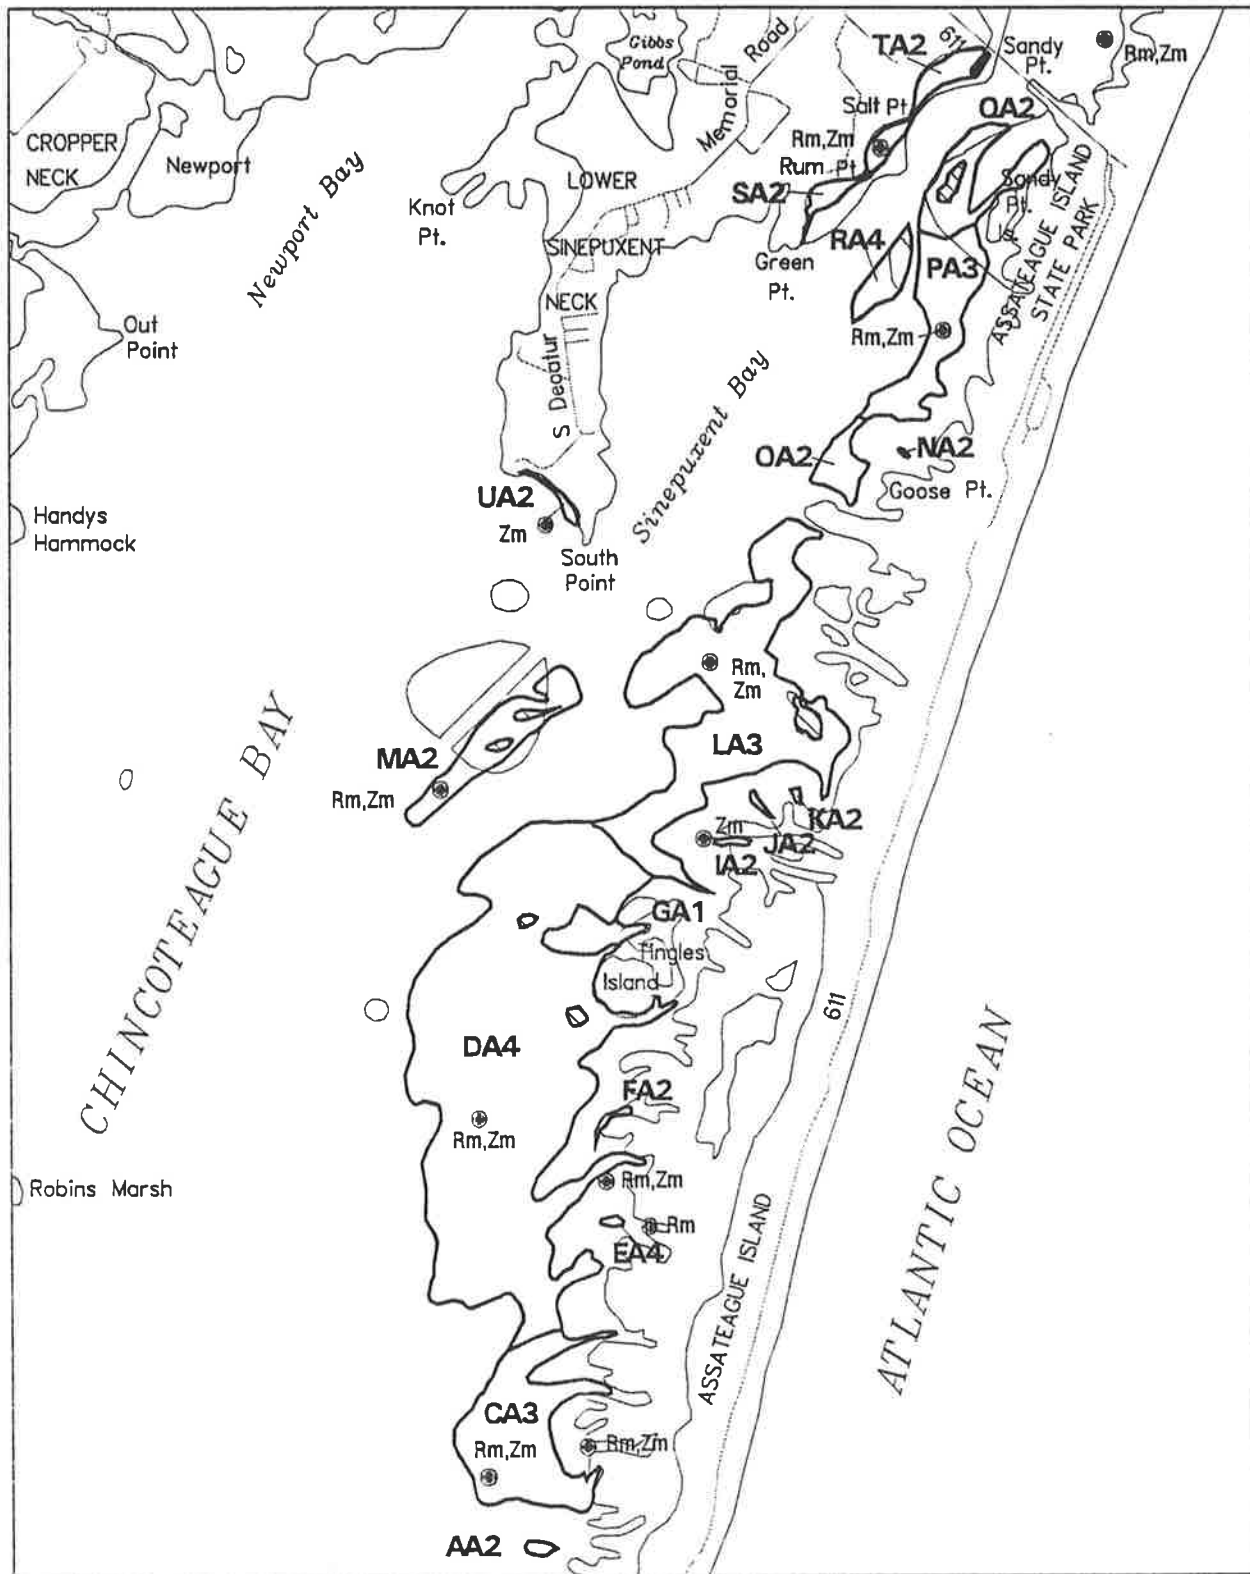 Gibbs
Pond
Memorial Road
TA2
611
Sandy
Pt.
Rm,Zm
CROPPER
NECK
Newport
Newport Bay
Knot
Pt.
LOWER
SINEPUXENT
NECK
S Decatur
Salt Pt.
Rm,Zm
Rum Pt.
SA2
QA2
Sandy
Pt.
Is.
ASSATEAGUE ISLAND
STATE PARK
Green
Pt.
RA4
PA3
Rm,Zm
Out
Point
Sinepuxent Bay
OA2
NA2
Goose Pt.
UA2
Zm
South
Point
Handys
Hammock
Rm,
Zm
LA3
MA2
Rm,Zm
CHINCOTEAGUE BAY
KA2
Zm
JA2
IA2
GA1
Tingles
Island
611
DA4
Rm,Zm
FA2
Rm,Zm
Rm
EA4
Robins Marsh
ASSATEAGUE ISLAND
ATLANTIC OCEAN
CA3
Rm,Zm
Rm,Zm
AA2